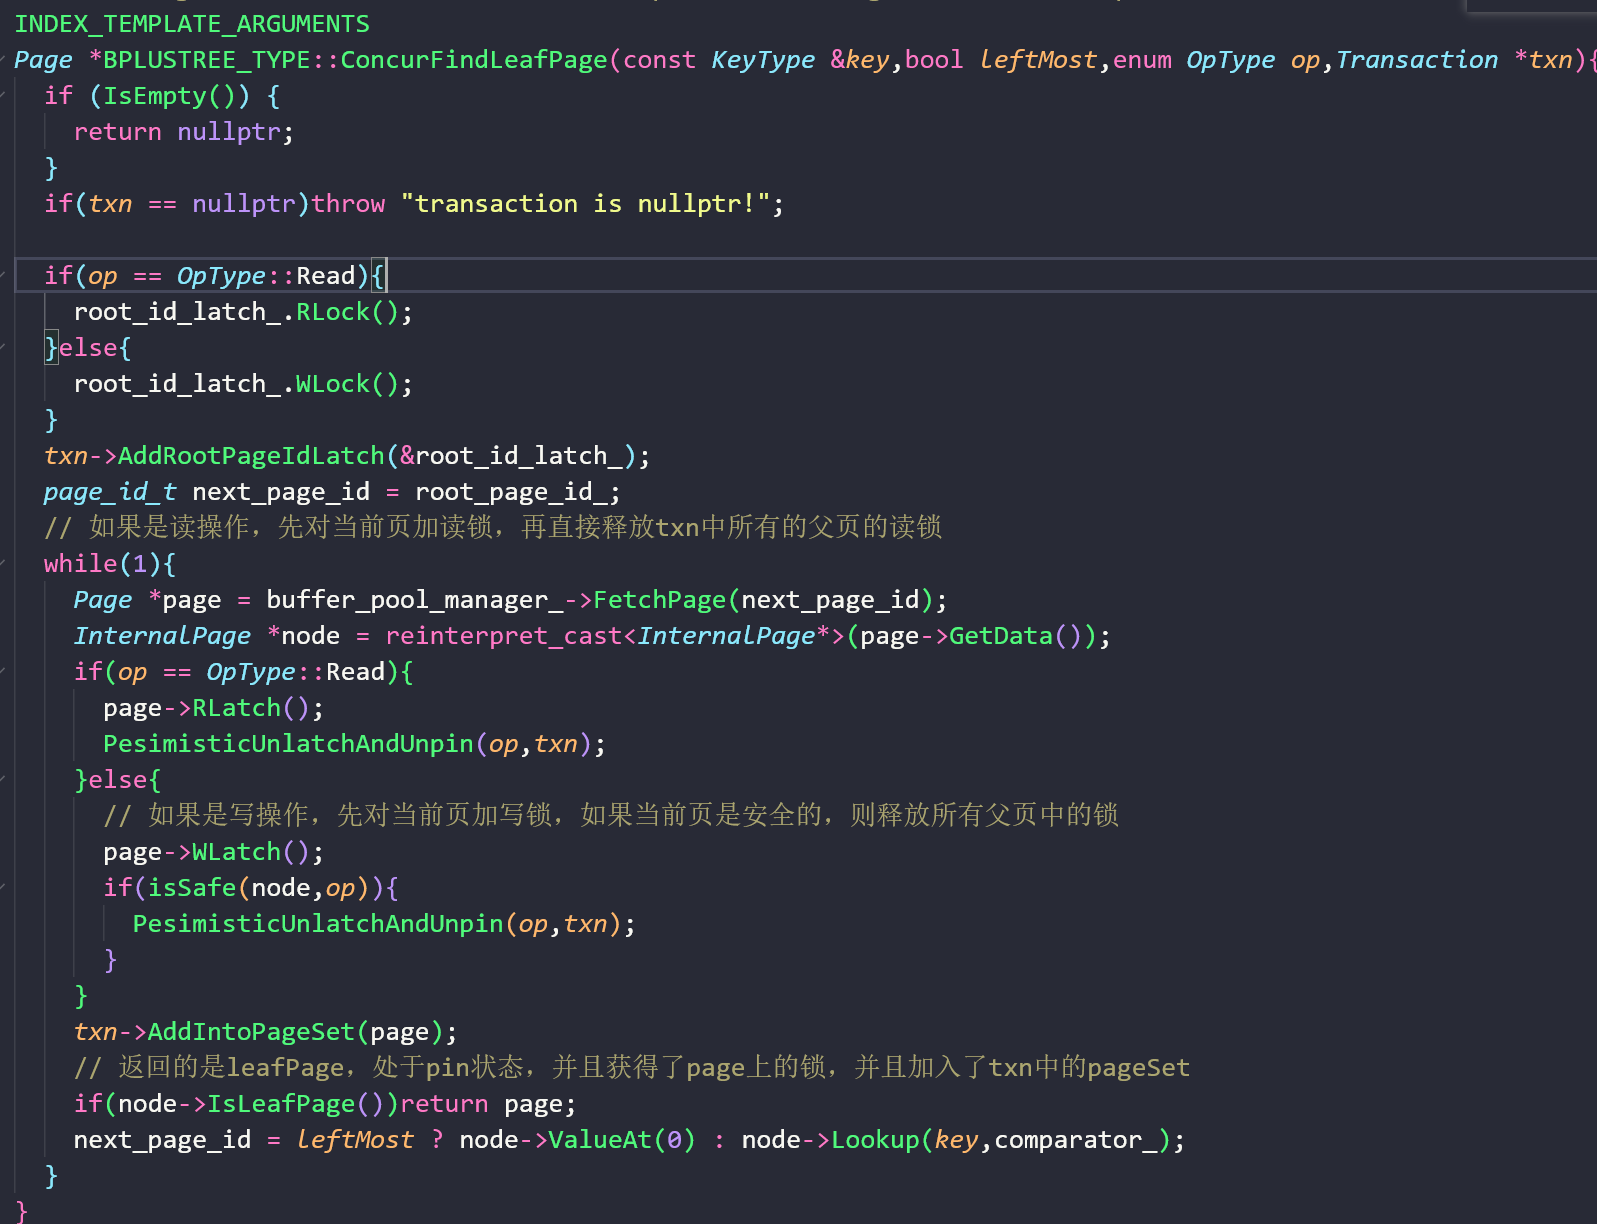 INDEX_TEMPLATE_ARGUMENTS
Page *BPLUSTREE_TYPE::ConcurFindLeafPage(const KeyType &key,bool leftMost,enum OpType op,Transaction *txn){
  if (IsEmpty()) {
    return nullptr;
  }
  if(txn == nullptr)throw "transaction is nullptr!";

  if(op == OpType::Read){
    root_id_latch_.RLock();
  }else{
    root_id_latch_.WLock();
  }
  txn->AddRootPageIdLatch(&root_id_latch_);
  page_id_t next_page_id = root_page_id_;
  // 如果是读操作，先对当前页加读锁，再直接释放txn中所有的父页的读锁
  while(1){
    Page *page = buffer_pool_manager_->FetchPage(next_page_id);
    InternalPage *node = reinterpret_cast<InternalPage*>(page->GetData());
    if(op == OpType::Read){
      page->RLatch();
      PesimisticUnlatchAndUnpin(op,txn);
    }else{
      // 如果是写操作，先对当前页加写锁，如果当前页是安全的，则释放所有父页中的锁
      page->WLatch();
      if(isSafe(node,op)){
        PesimisticUnlatchAndUnpin(op,txn);
      }
    }
    txn->AddIntoPageSet(page);
    // 返回的是leafPage，处于pin状态，并且获得了page上的锁，并且加入了txn中的pageSet
    if(node->IsLeafPage())return page;
    next_page_id = leftMost ? node->ValueAt(0) : node->Lookup(key,comparator_);
  }
}